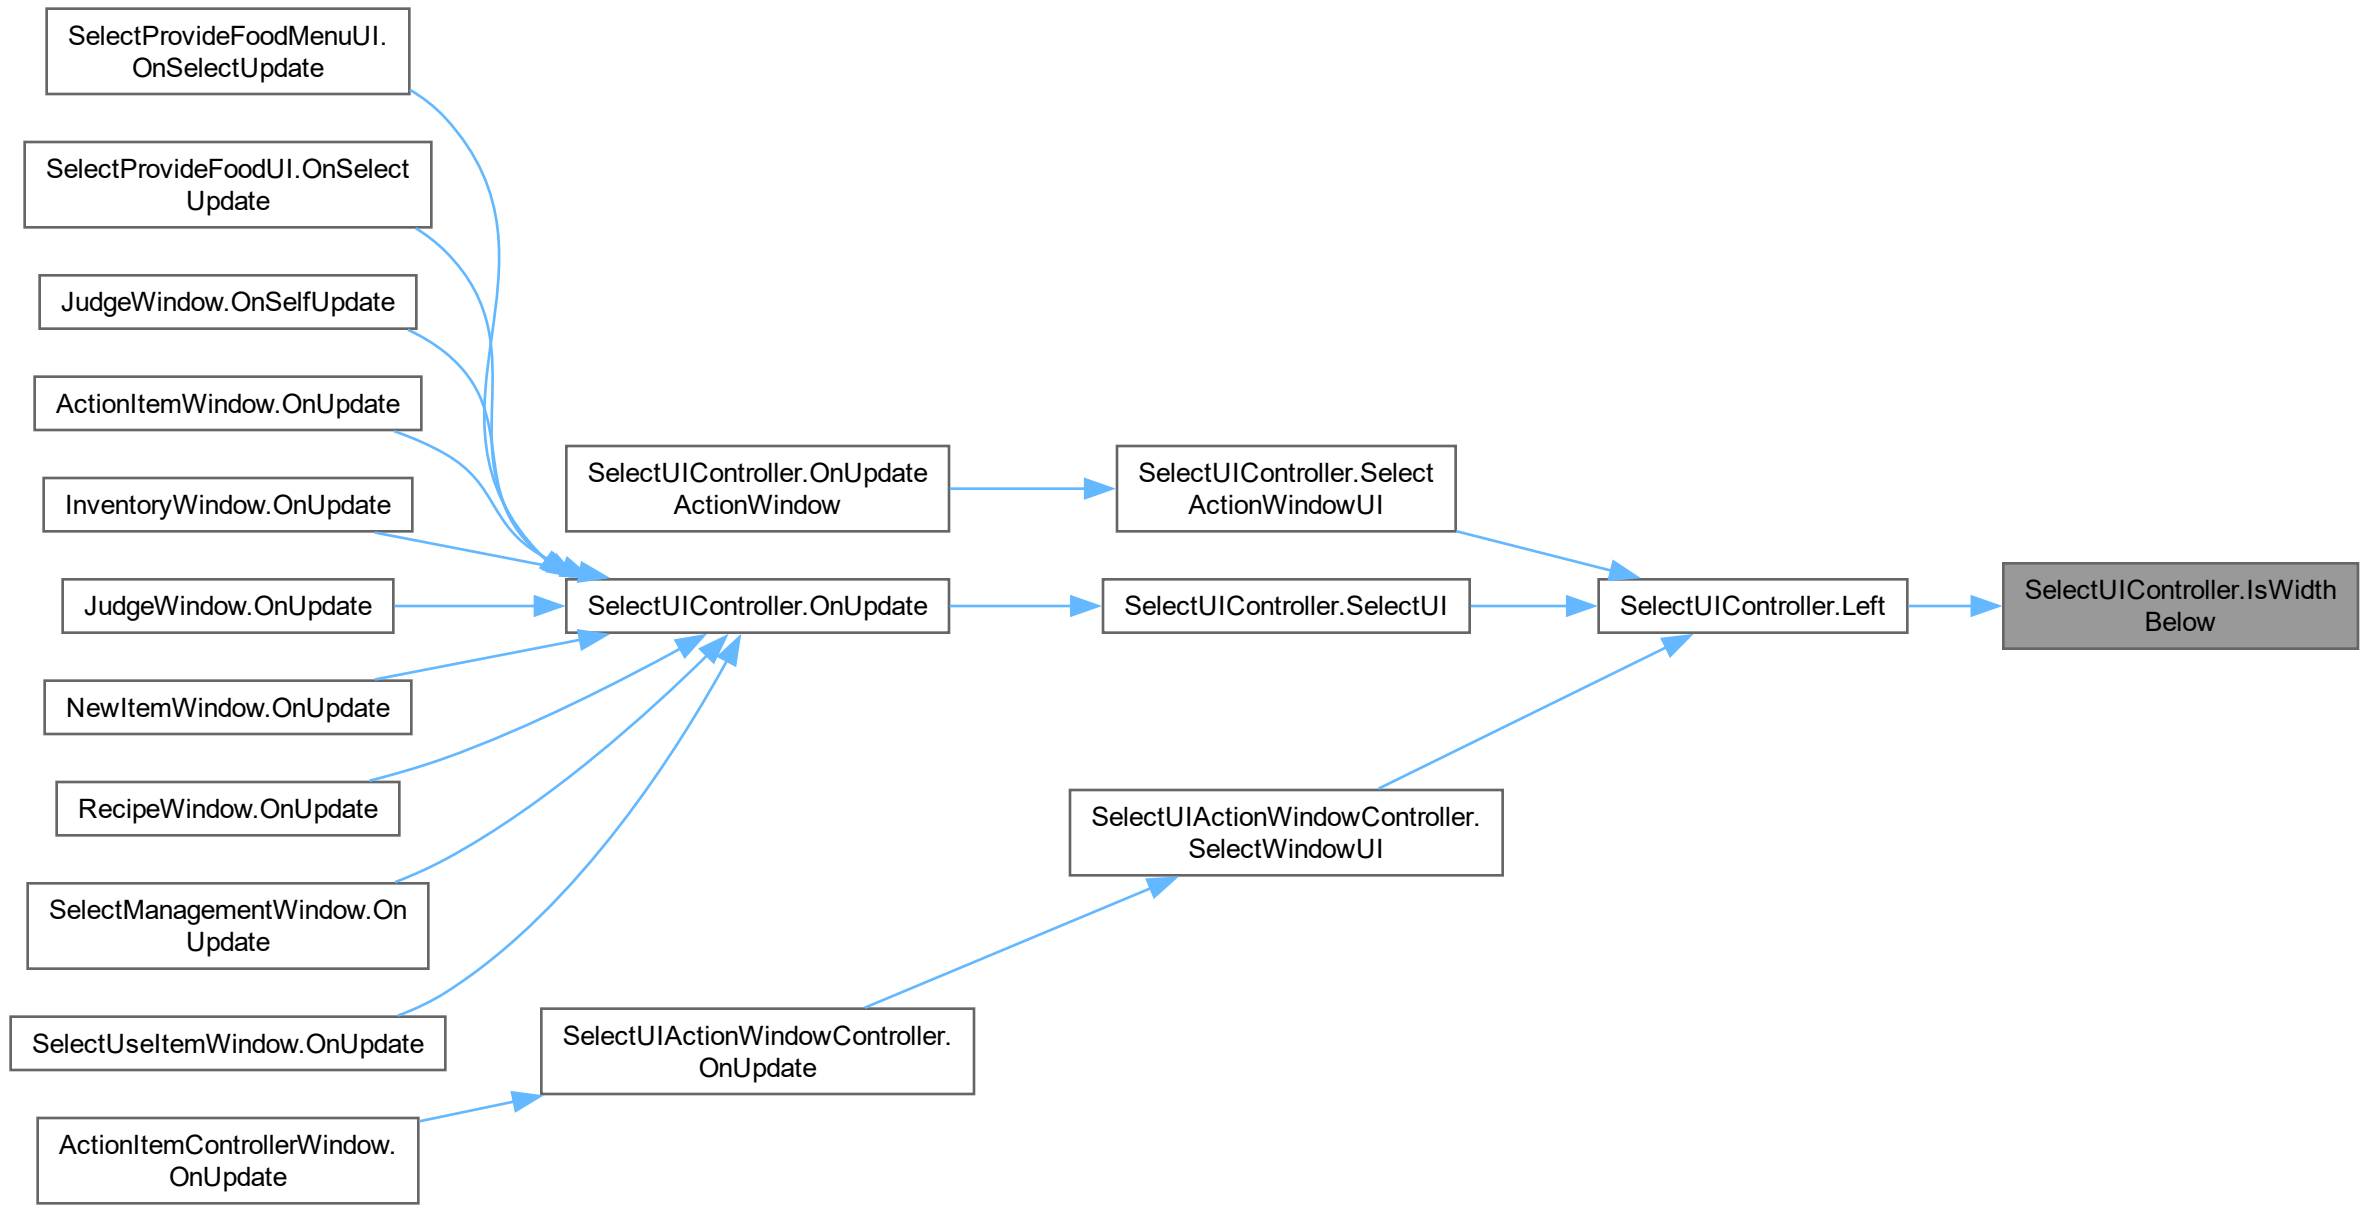 SelectProvideFoodMenuUI.
OnSelectUpdate
SelectProvideFoodUI.OnSelect
Update
JudgeWindow.OnSelfUpdate
ActionItemWindow.OnUpdate
InventoryWindow.OnUpdate
JudgeWindow.OnUpdate
NewItemWindow.OnUpdate
RecipeWindow.OnUpdate
SelectManagementWindow.On
Update
SelectUseItemWindow.OnUpdate
ActionItemControllerWindow.
OnUpdate
SelectUIController.OnUpdate
ActionWindow
SelectUIController.OnUpdate
SelectUIActionWindowController.
OnUpdate
SelectUIController.Select
ActionWindowUI
SelectUIController.SelectUI
SelectUIActionWindowController.
SelectWindowUI
SelectUIController.Left
SelectUIController.IsWidth
Below